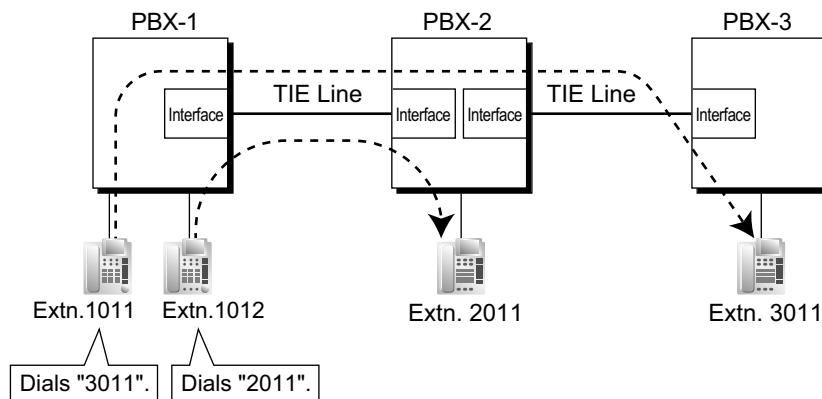 PBX-1 PBX-2 PBX-3
TIE Line TIE Line
Interface Interface Interface Interface
Extn.1011 Extn.1012 Extn. 2011 Extn. 3011
Dials "3011". Dials "2011".